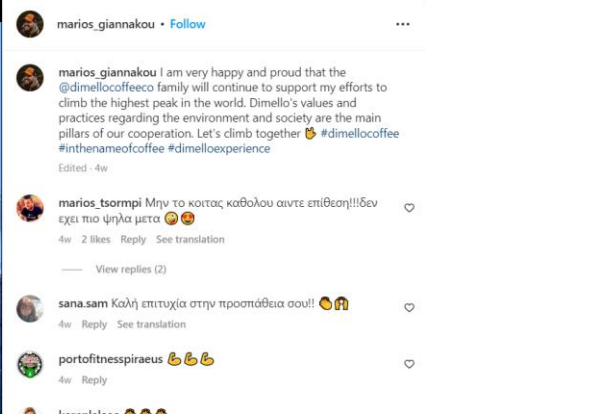 marios_giannakou • Follow
marios_giannakou I am very happy and proud that the
@dimellocoffeeco family will continue to support my efforts to
climb the highest peak in the world. Dimello's values and
practices regarding the environment and society are the main
pillars of our cooperation. Let's climb together #dimellocoffee
#inthenameofcoffee #dimelloexperience
Edited · 4w
marios_tsormpi Μην το κοιτας καθολου αιντε επίθεση!!!δεν
εχει πιο ψηλα μετα 🤪😍
4w 2 likes Reply See translation
View replies (2)
sana.sam Καλή επιτυχία στην προσπάθεια σου!! 👏🙌
4w Reply See translation
portofitnesspiraeus 💪💪💪
4w Reply